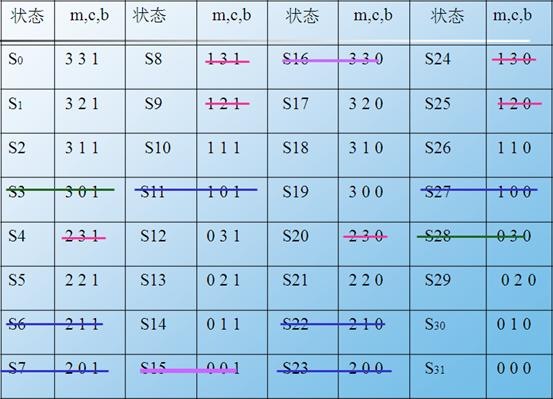 状态 m,c,b 状态 m,c,b 状态 m,c,b 状态 m,c,b
S0 3 3 1 S8 1 3 1 S16 3 3 0 S24 1 3 0
S1 3 2 1 S9 1 2 1 S17 3 2 0 S25 1 2 0
S2 3 1 1 S10 1 1 1 S18 3 1 0 S26 1 1 0
S3 3 0 1 S11 1 0 1 S19 3 0 0 S27 1 0 0
S4 2 3 1 S12 0 3 1 S20 2 3 0 S28 0 3 0
S5 2 2 1 S13 0 2 1 S21 2 2 0 S29 0 2 0
S6 2 1 1 S14 0 1 1 S22 2 1 0 S30 0 1 0
S7 2 0 1 S15 0 0 1 S23 2 0 0 S31 0 0 0